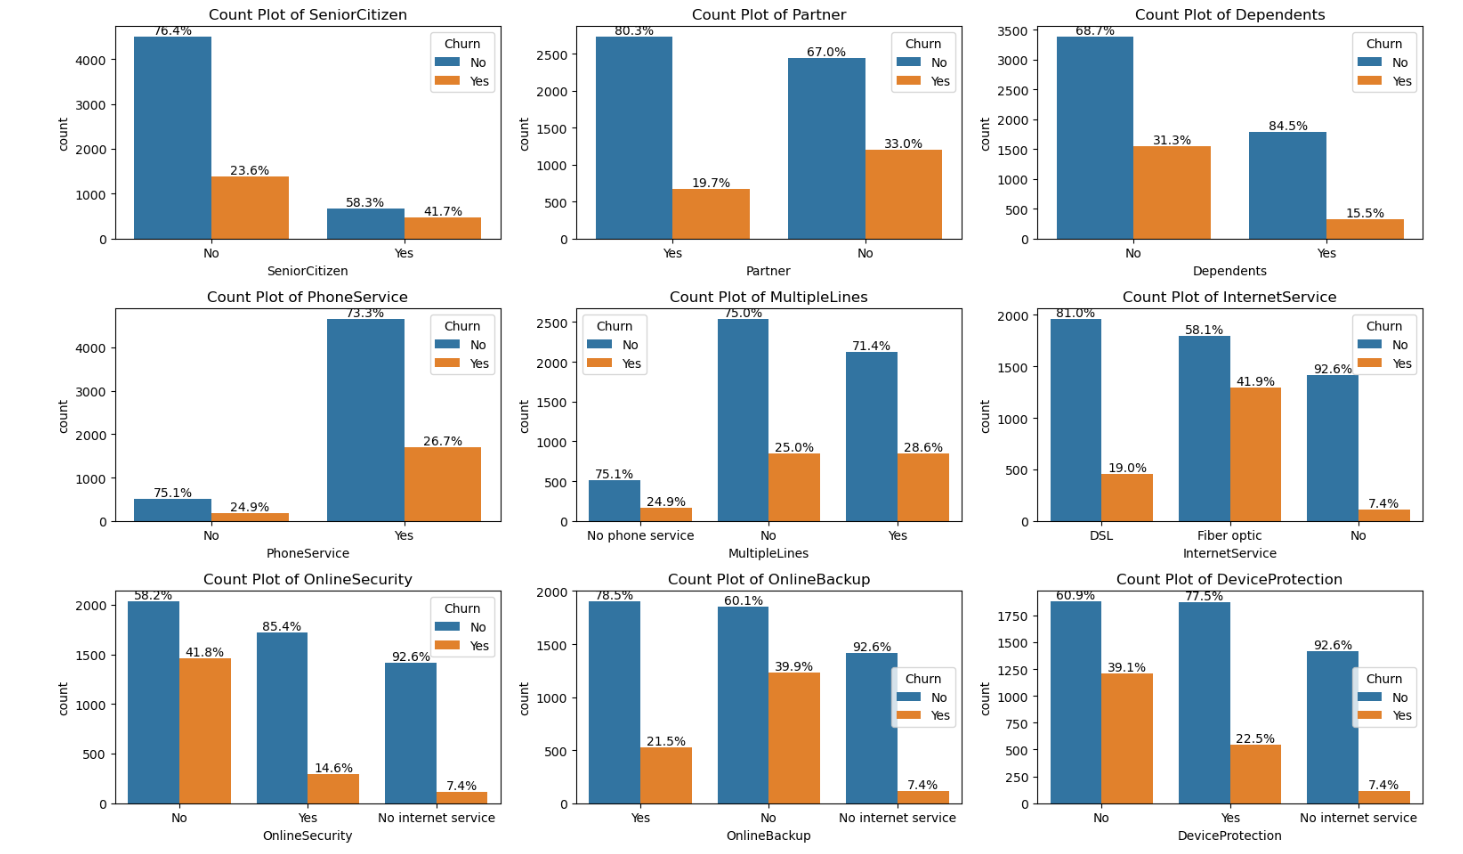 Count Plot of SeniorCitizen
76.4%
23.6%
58.3%
41.7%
Churn
No
Yes
4000
3000
2000
1000
0
count
No Yes
SeniorCitizen
Count Plot of Partner
80.3%
19.7%
67.0%
33.0%
Churn
No
Yes
2500
2000
1500
1000
500
0
count
Yes No
Partner
Count Plot of Dependents
68.7%
31.3%
84.5%
15.5%
Churn
No
Yes
3500
3000
2500
2000
1500
1000
500
0
count
No Yes
Dependents
Count Plot of PhoneService
75.1%
24.9%
73.3%
26.7%
Churn
No
Yes
4000
3000
2000
1000
0
count
No Yes
PhoneService
Count Plot of MultipleLines
75.1%
24.9%
75.0%
25.0%
71.4%
28.6%
Churn
No
Yes
2500
2000
1500
1000
500
0
count
No phone service No Yes
MultipleLines
Count Plot of InternetService
81.0%
19.0%
58.1%
41.9%
92.6%
7.4%
Churn
No
Yes
2000
1500
1000
500
0
count
DSL Fiber optic No
InternetService
Count Plot of OnlineSecurity
58.2%
41.8%
85.4%
14.6%
92.6%
7.4%
Churn
No
Yes
2000
1500
1000
500
0
count
No Yes No internet service
OnlineSecurity
Count Plot of OnlineBackup
78.5%
21.5%
60.1%
39.9%
92.6%
7.4%
Churn
No
Yes
2000
1500
1000
500
0
count
Yes No No internet service
OnlineBackup
Count Plot of DeviceProtection
60.9%
39.1%
77.5%
22.5%
92.6%
7.4%
Churn
No
Yes
1750
1500
1250
1000
750
500
250
0
count
No Yes No internet service
DeviceProtection